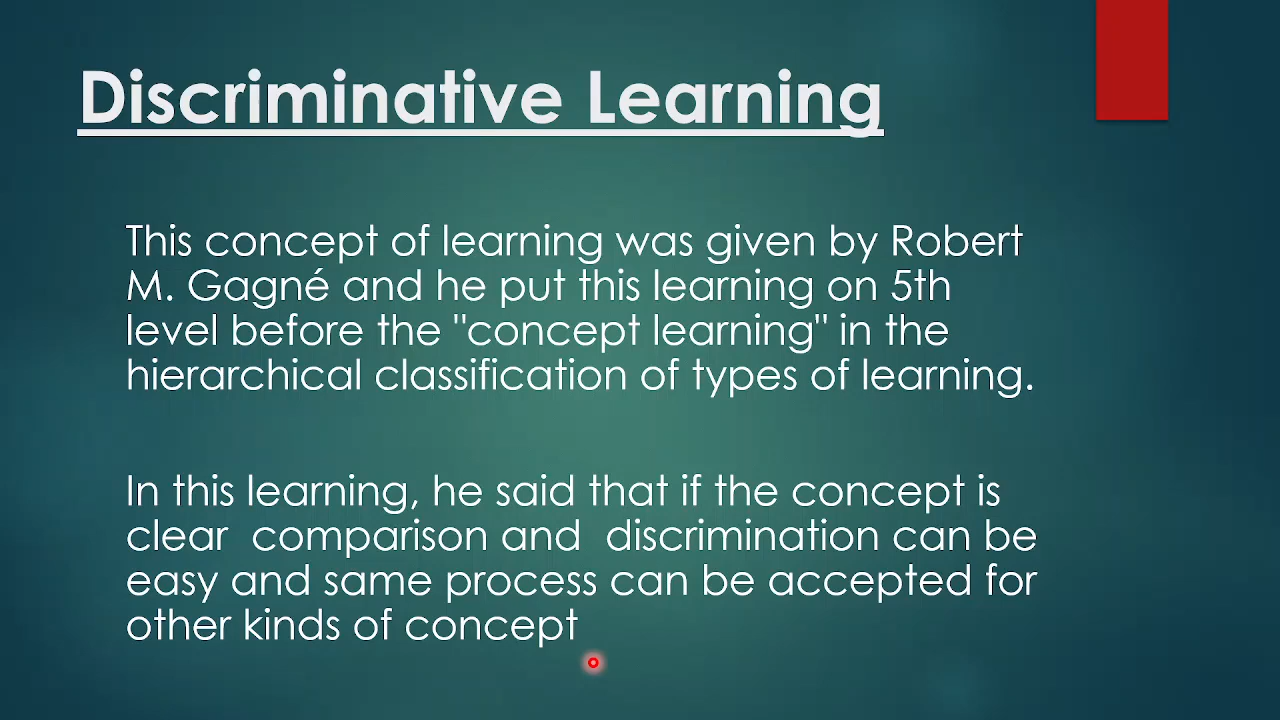 Discriminative Learning
This concept of learning was given by Robert
M. Gagné and he put this learning on 5th
level before the "concept learning" in the
hierarchical classification of types of learning.
In this learning, he said that if the concept is
clear  comparison and  discrimination can be
easy and same process can be accepted for
other kinds of concept